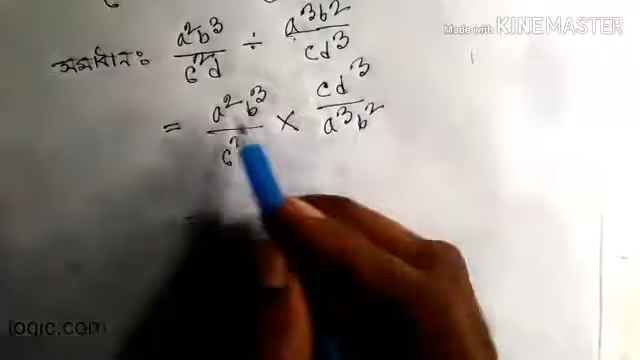 Made with KINEMASTER
সমাধানঃ a²b³/c²d ÷ a³b²/cd³
= a²b³/c² × cd³/a³b²
=
logic.com